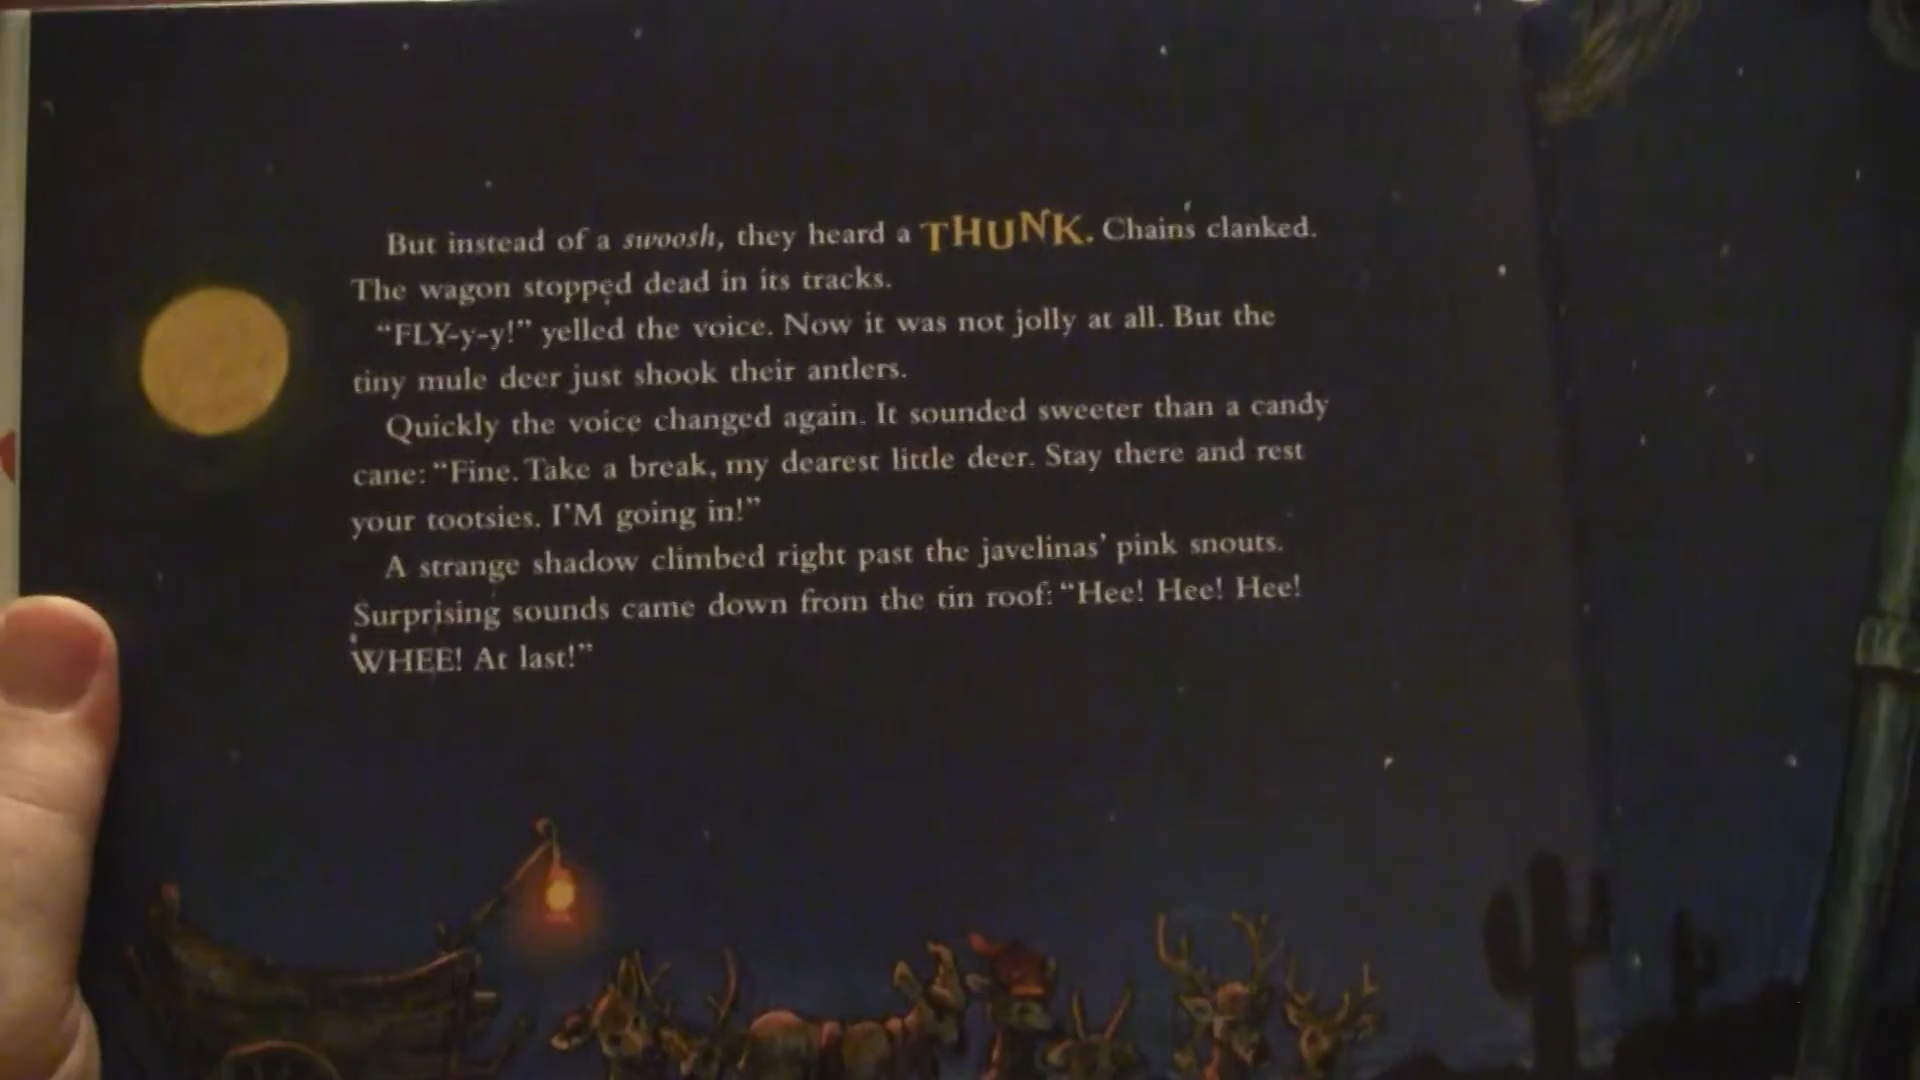 But instead of a swoosh, they heard a THUNK. Chains clanked.
The wagon stopped dead in its tracks.
“FLY-y-y!” yelled the voice. Now it was not jolly at all. But the
tiny mule deer just shook their antlers.
Quickly the voice changed again. It sounded sweeter than a candy
cane: “Fine. Take a break, my dearest little deer. Stay there and rest
your tootsies. I’M going in!”
A strange shadow climbed right past the javelinas’ pink snouts.
Surprising sounds came down from the tin roof: “Hee! Hee! Hee!
WHEE! At last!”